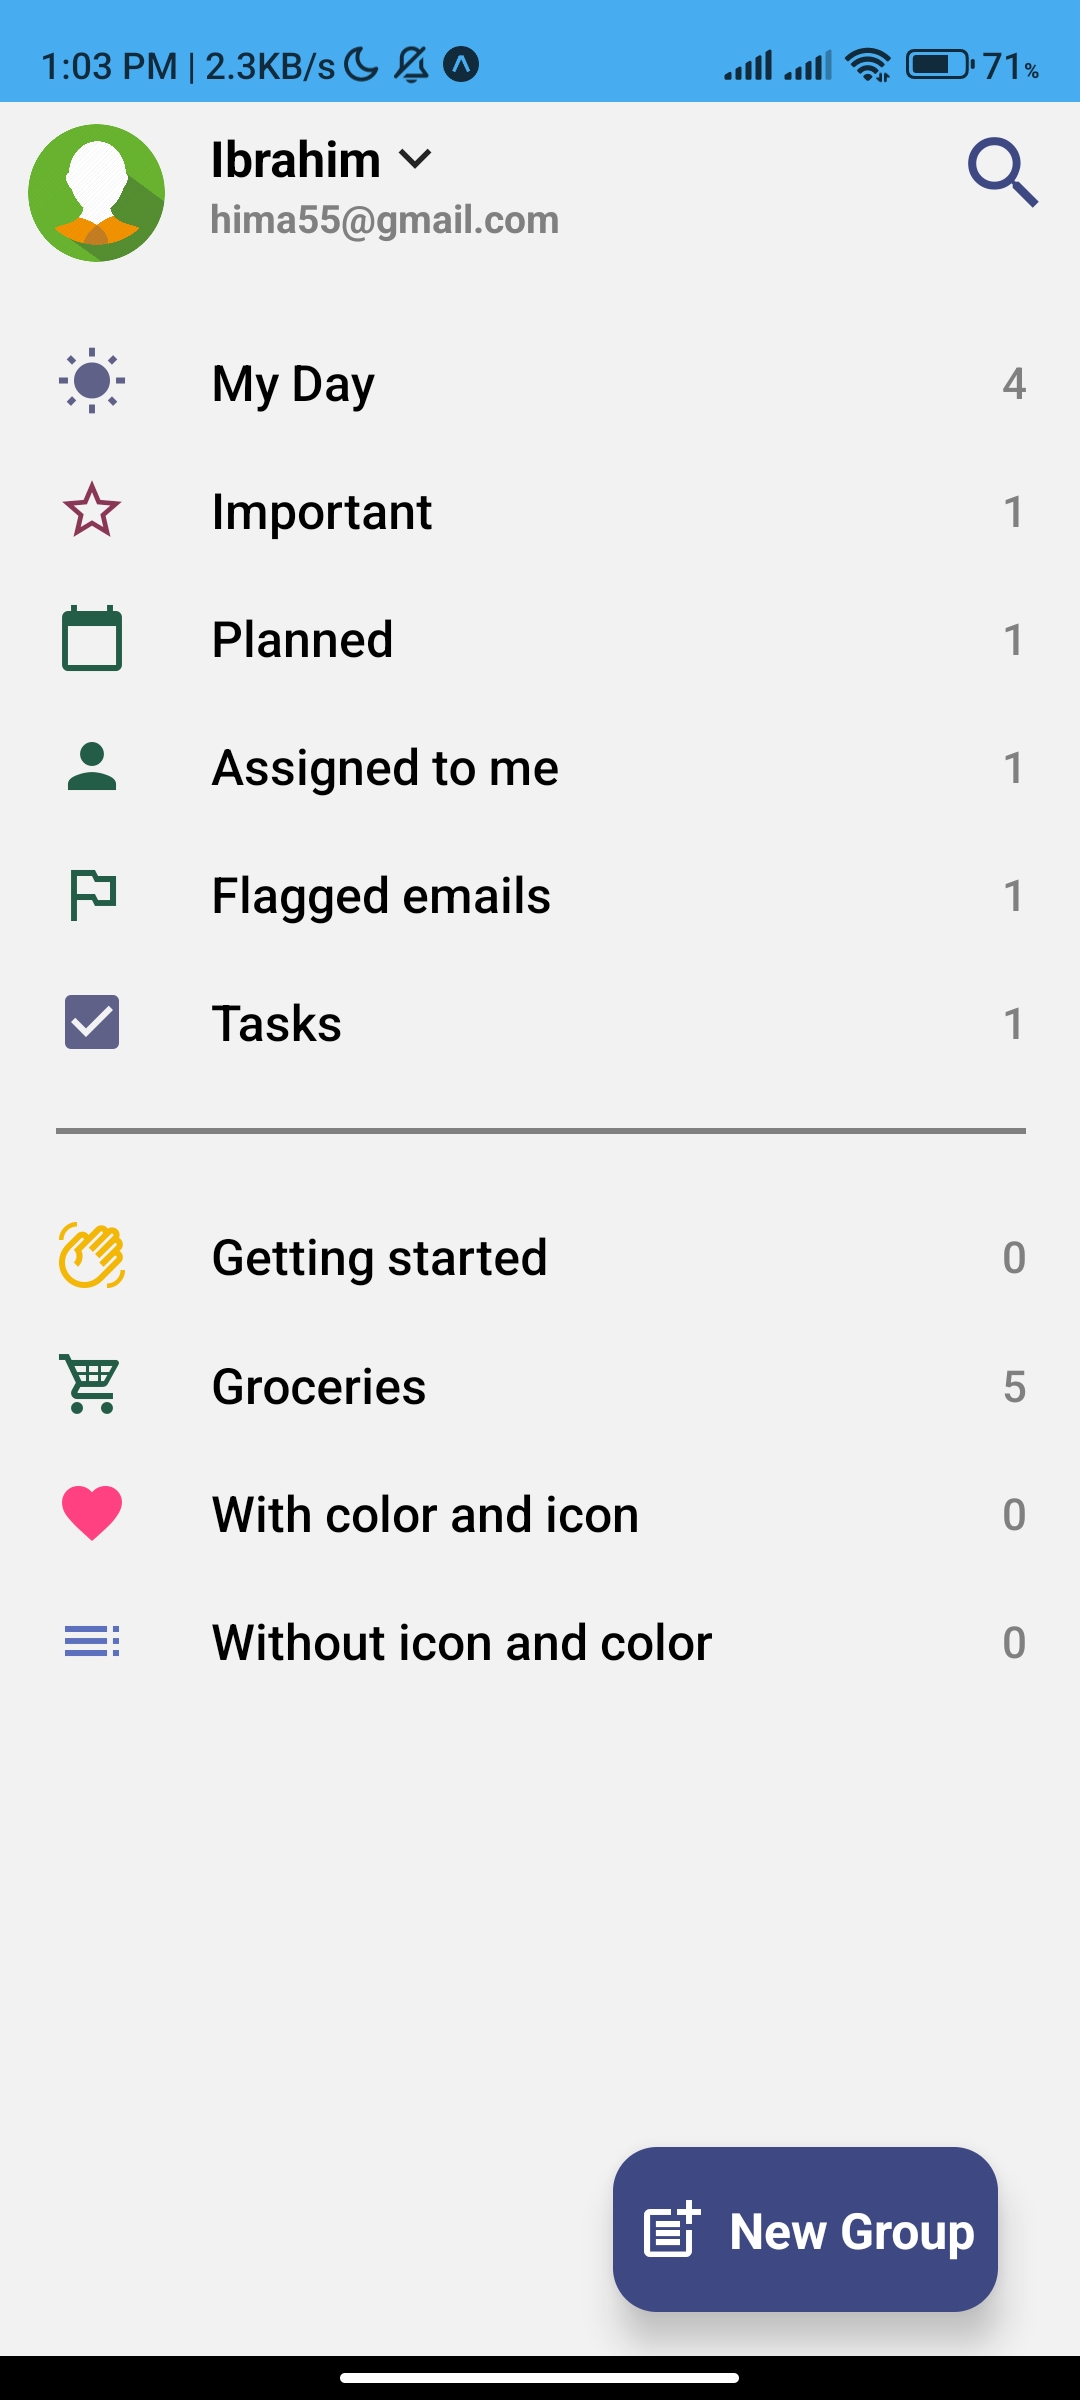 1:03 PM | 2.3KB/s 71%
Ibrahim
hima55@gmail.com
My Day 4
Important 1
Planned 1
Assigned to me 1
Flagged emails 1
Tasks 1
Getting started 0
Groceries 5
With color and icon 0
Without icon and color 0
New Group